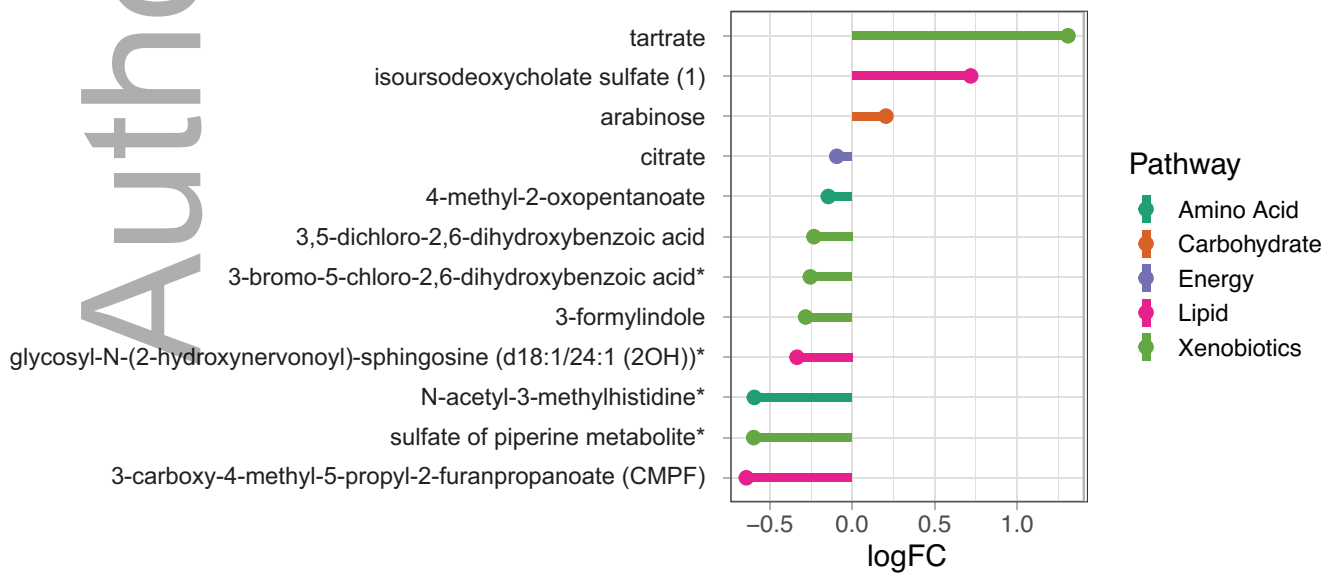 Autho
tartrate
isoursodeoxycholate sulfate (1)
arabinose
citrate
4-methyl-2-oxopentanoate
3,5-dichloro-2,6-dihydroxybenzoic acid
3-bromo-5-chloro-2,6-dihydroxybenzoic acid*
3-formylindole
glycosyl-N-(2-hydroxynervonoyl)-sphingosine (d18:1/24:1 (2OH))*
N-acetyl-3-methylhistidine*
sulfate of piperine metabolite*
3-carboxy-4-methyl-5-propyl-2-furanpropanoate (CMPF)
−0.5 0.0 0.5 1.0
logFC
Pathway
Amino Acid
Carbohydrate
Energy
Lipid
Xenobiotics